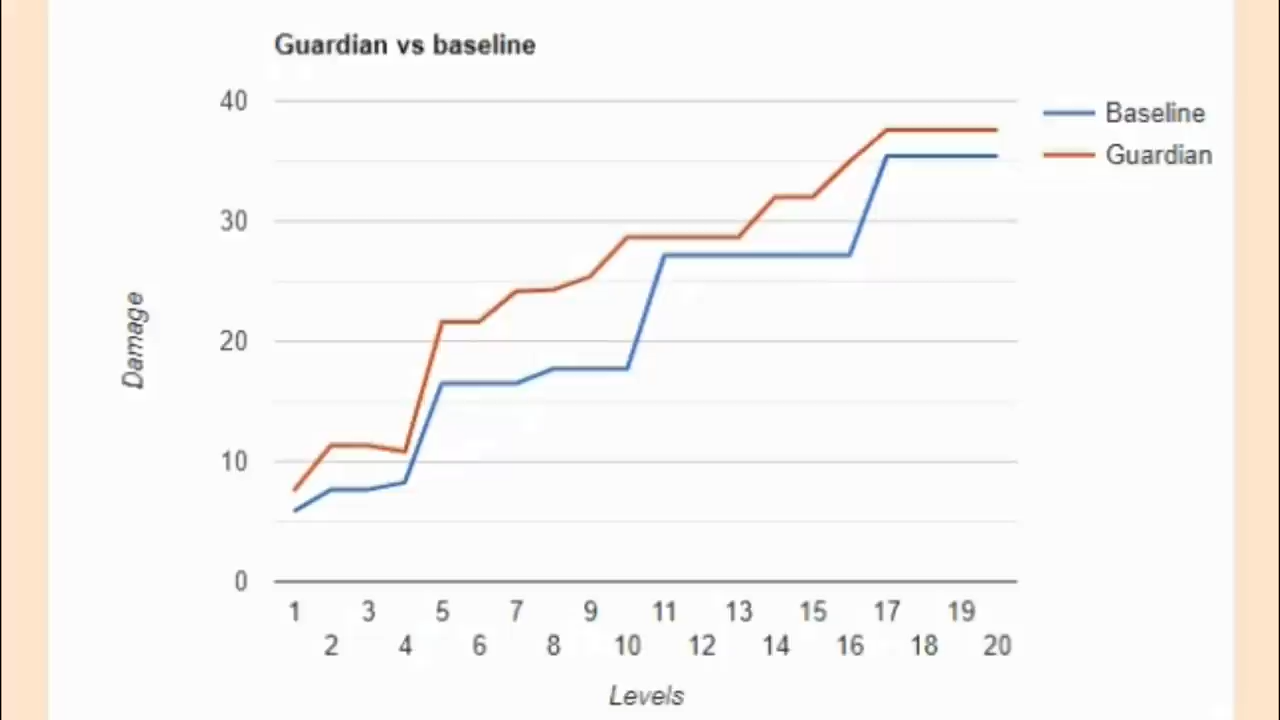 Guardian vs baseline
40
Baseline
Guardian
30
20
10
0
Damage
1 3 5 7 9 11 13 15 17 19
2 4 6 8 10 12 14 16 18 20
Levels